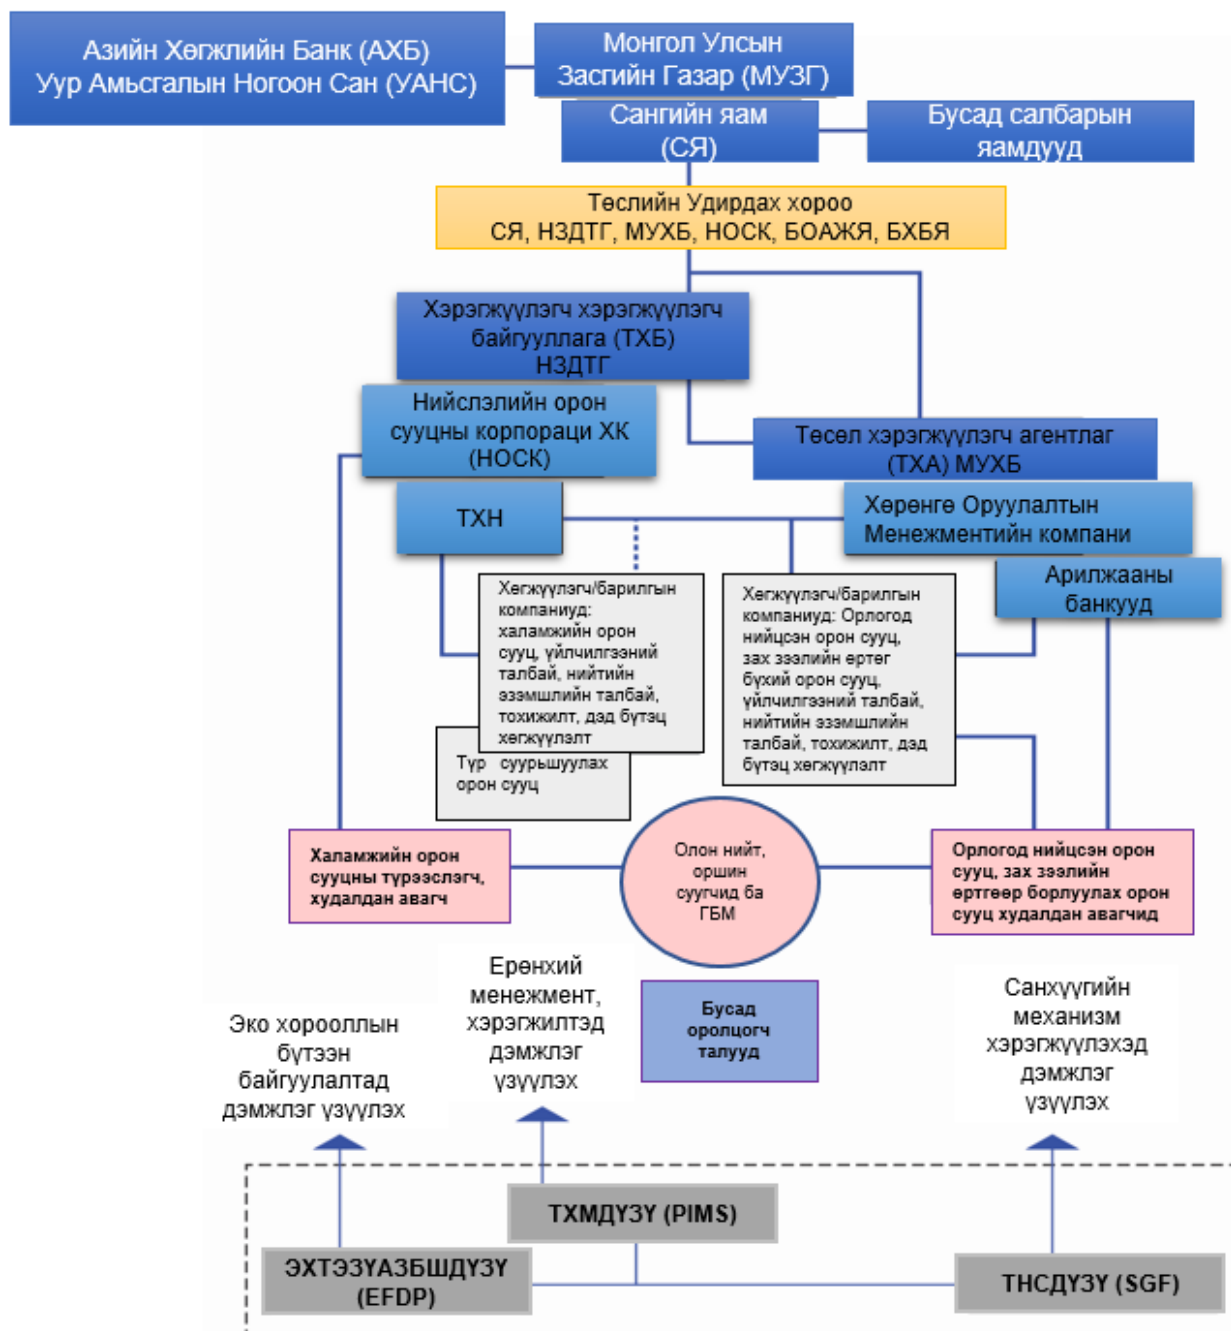 Азийн Хөгжлийн Банк (АХБ)
Уур Амьсгалын Ногоон Сан (УАНС)
Монгол Улсын
Засгийн Газар (МУЗГ)
Сангийн яам
(СЯ)
Бусад салбарын
яамдууд
Төслийн Удирдах хороо
СЯ, НЗДТГ, МУХБ, НОСК, БОАЖЯ, БХБЯ
Хэрэгжүүлэгч хэрэгжүүлэгч
байгууллага (ТХБ)
НЗДТГ
Нийслэлийн орон
сууцны корпораци ХК
(НОСК)
Төсөл хэрэгжүүлэгч агентлаг
(ТХА) МУХБ
ТХН
Хөрөнгө Оруулалтын
Менежментийн компани
Арилжааны
банкууд
Хөгжүүлэгч/барилгын
компаниуд:
халамжийн орон
сууц, үйлчилгээний
талбай, нийтийн
эзэмшлийн талбай,
тохижилт, дэд бүтэц
хөгжүүлэлт
Түр суурьшуулах
орон сууц
Хөгжүүлэгч/барилгын
компаниуд: Орлогод
нийцсэн орон сууц,
зах зээлийн өртөг
бүхий орон сууц,
үйлчилгээний талбай,
нийтийн эзэмшлийн
талбай, тохижилт, дэд
бүтэц хөгжүүлэлт
Халамжийн орон
сууцны түрээслэгч,
худалдан авагч
Олон нийт,
оршин
суугчид ба
ГБМ
Орлогод нийцсэн орон
сууц, зах зээлийн
өртгөөр борлуулах орон
сууц худалдан авагчид
Эко хорооллын
бүтээн
байгуулалтад
дэмжлэг үзүүлэх
Ерөнхий
менежмент,
хэрэгжилтэд
дэмжлэг
үзүүлэх
Бусад
оролцогч
талууд
Санхүүгийн
механизм
хэрэгжүүлэхэд
дэмжлэг
үзүүлэх
ТХМДҮЗҮ (PIMS)
ЭХТЭЗҮАЗБШДҮЗҮ
(EFDP)
ТНСДҮЗҮ (SGF)